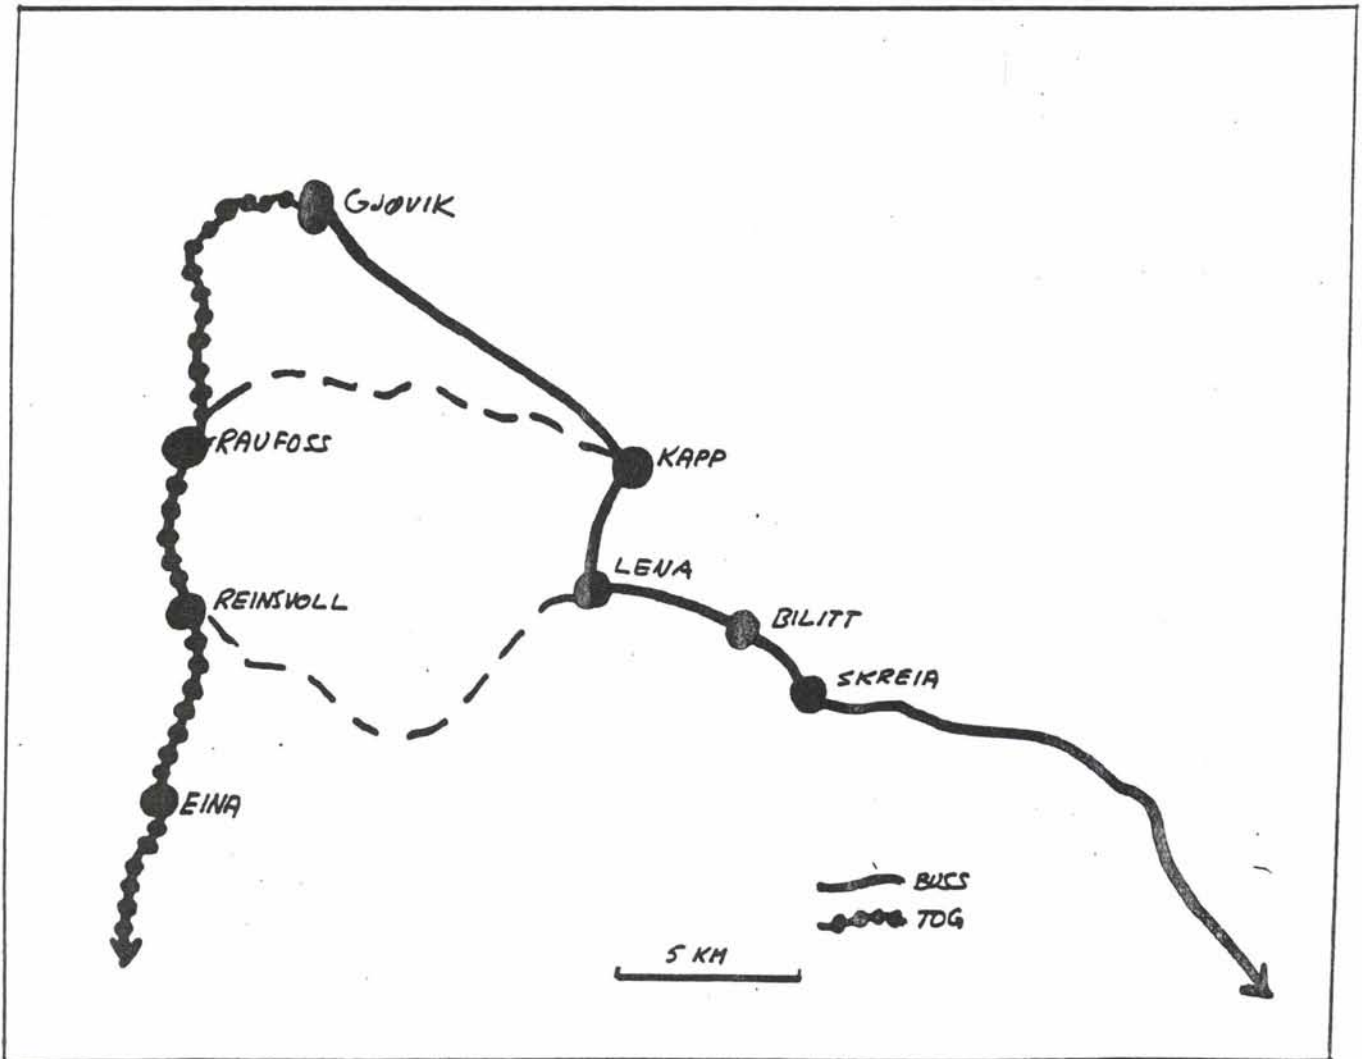 GJØVIK
RAUFOSS
KAPP
LENA
REINSVOLL
BILITT
SKREIA
EINA
BUSS
TOG
5 KM